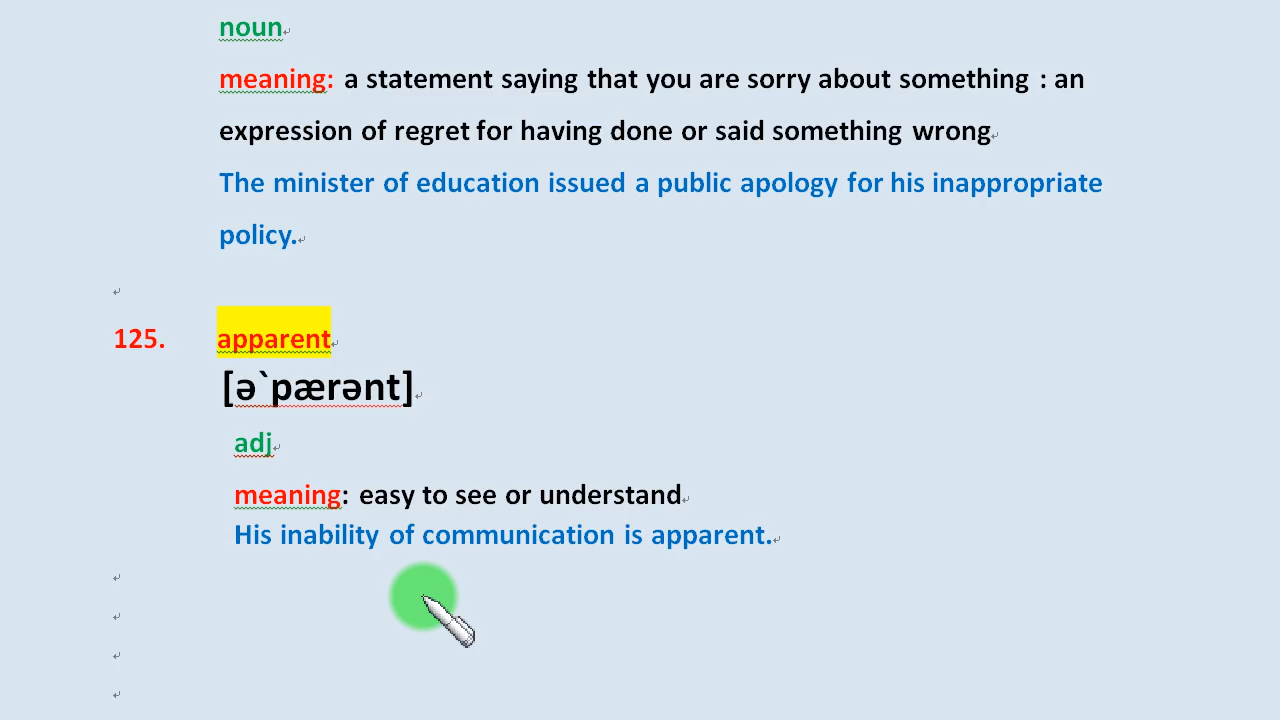 noun
meaning: a statement saying that you are sorry about something : an
expression of regret for having done or said something wrong
The minister of education issued a public apology for his inappropriate
policy.
125. apparent
[ə`pærənt]
adj
meaning: easy to see or understand
His inability of communication is apparent.